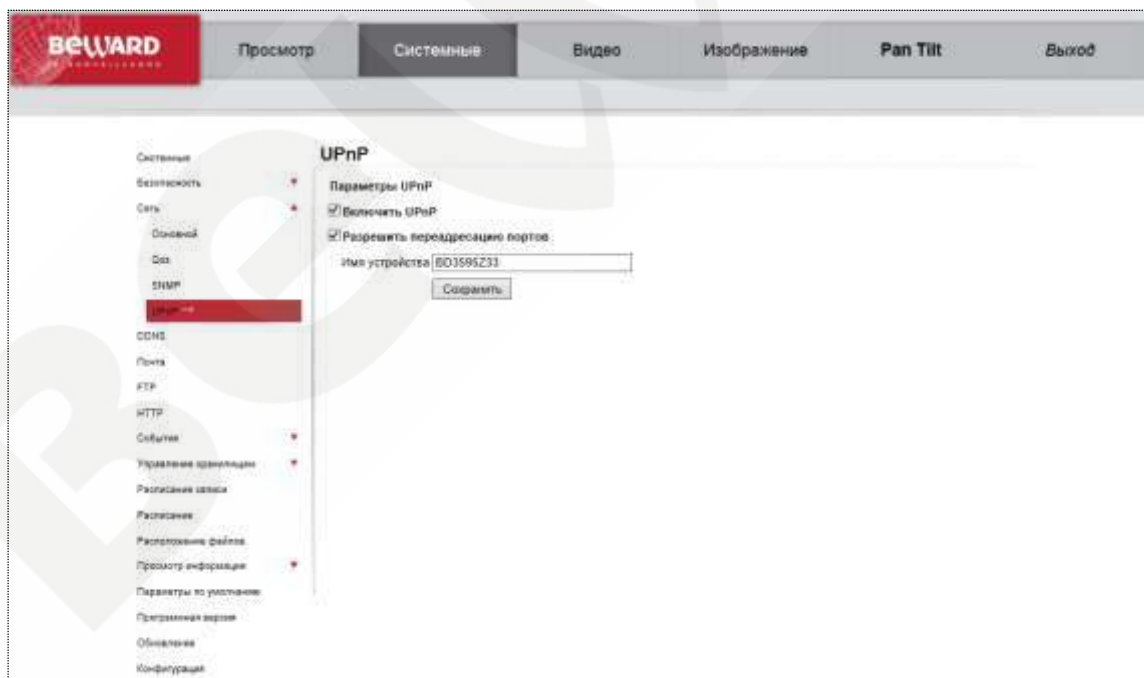 BEWARD
Просмотр
Системные
Видео
Изображение
Pan Tilt
Выход
Системные
Безопасность
Сеть
Основной
Qos
SNMP
UPnP
DDNS
Почта
FTP
HTTP
События
Управление хранилищем
Расписание записи
Расписание
Расположение файлов
Просмотр информации
Параметры по умолчанию
Программная версия
Обновление
Конфигурация
UPnP
Параметры UPnP
Включить UPnP
Разрешить переадресацию портов
Имя устройства BD3595Z33
Сохранить